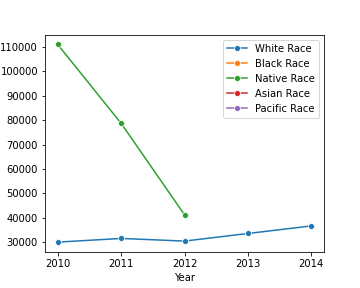 110000
100000
90000
80000
70000
60000
50000
40000
30000
2010 2011 2012 2013 2014
Year
White Race
Black Race
Native Race
Asian Race
Pacific Race